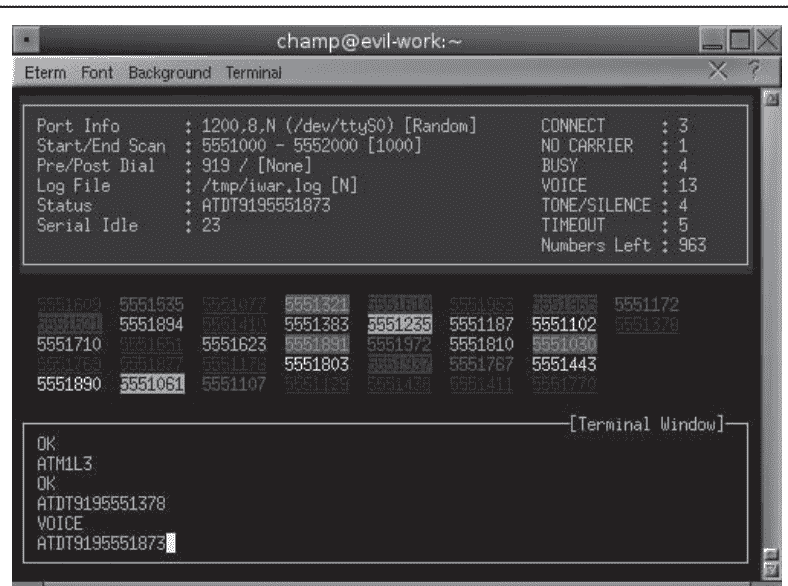 champ@evil-work:~
Eterm Font Background Terminal
Port Info : 1200,8,N (/dev/ttyS0) [Random] CONNECT : 3
Start/End Scan : 5551000 - 5552000 [1000] NO CARRIER : 1
Pre/Post Dial : 919 / [None] BUSY : 4
Log File : /tmp/iwar.log [N] VOICE : 13
Status : ATDT9195551873 TONE/SILENCE : 4
Serial Idle : 23 TIMEOUT : 5
Numbers Left : 963
5551535 5551321 5551172
5551894 5551383 5551235 5551187 5551102 5551378
5551710 5551623 5551891 5551972 5551810 5551030
5551803 5551767 5551443
5551890 5551061 5551107
[Terminal Window]
OK
ATM1L3
OK
ATDT9195551378
VOICE
ATDT9195551873